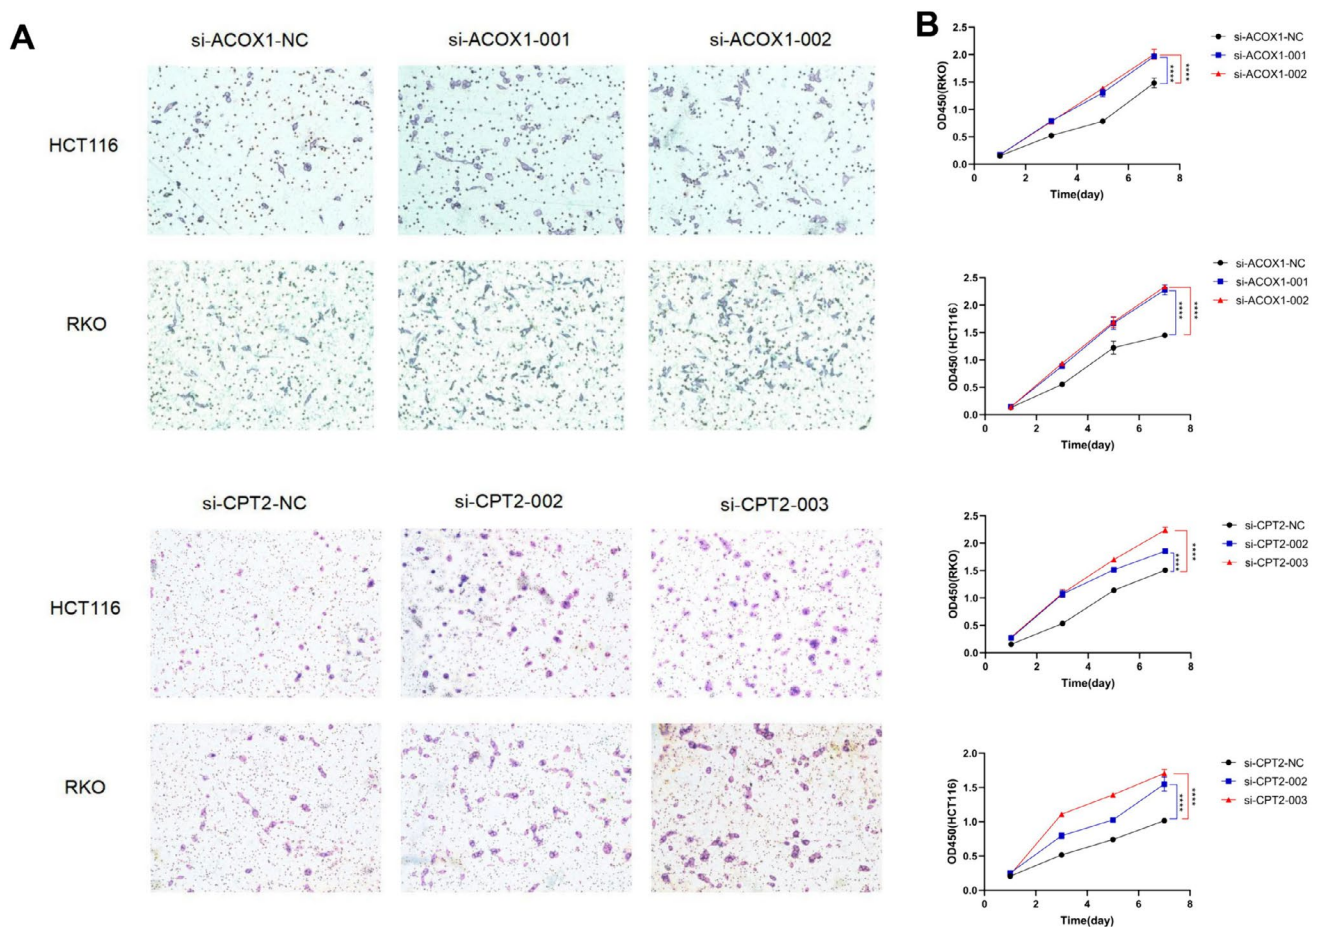 A
si-ACOX1-NC si-ACOX1-001 si-ACOX1-002
HCT116
RKO
si-CPT2-NC si-CPT2-002 si-CPT2-003
HCT116
RKO
B
2.5
2.0
1.5
1.0
0.5
0.0
OD450(RKO)
0 2 4 6 8
Time(day)
si-ACOX1-NC
si-ACOX1-001
si-ACOX1-002
**** ****
2.5
2.0
1.5
1.0
0.5
0.0
OD450(HCT116)
0 2 4 6 8
Time(day)
si-ACOX1-NC
si-ACOX1-001
si-ACOX1-002
**** ****
2.5
2.0
1.5
1.0
0.5
0.0
OD450(RKO)
0 2 4 6 8
Time(day)
si-CPT2-NC
si-CPT2-002
si-CPT2-003
**** ****
2.0
1.5
1.0
0.5
0.0
OD450(HCT116)
0 2 4 6 8
Time(day)
si-CPT2-NC
si-CPT2-002
si-CPT2-003
**** ****